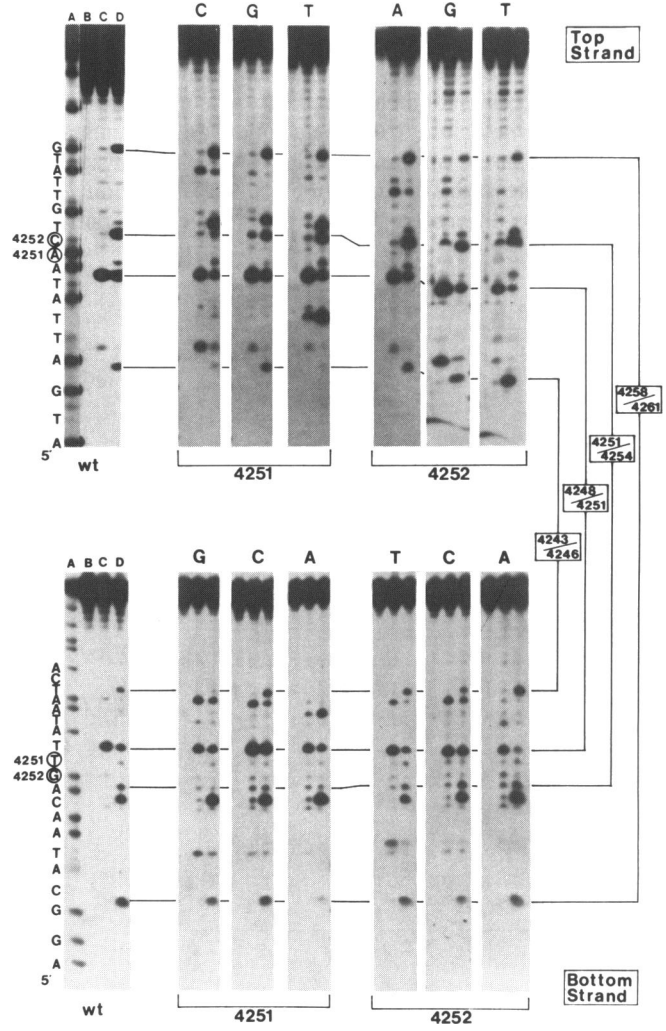 A B C D
C G T
A G T
Top
Strand
G
T
A
T
T
G
T
4252 C
4251 A
A
T
A
T
T
A
G
T
A
5′
wt
4251
4252
4258/4261
4251/4254
4248/4251
4243/4246
A B C D
G C A
T C A
A
C
T
A
A
T
A
T
4251 T
4252 G
A
C
A
A
T
A
C
G
G
A
5′
wt
4251
4252
Bottom
Strand